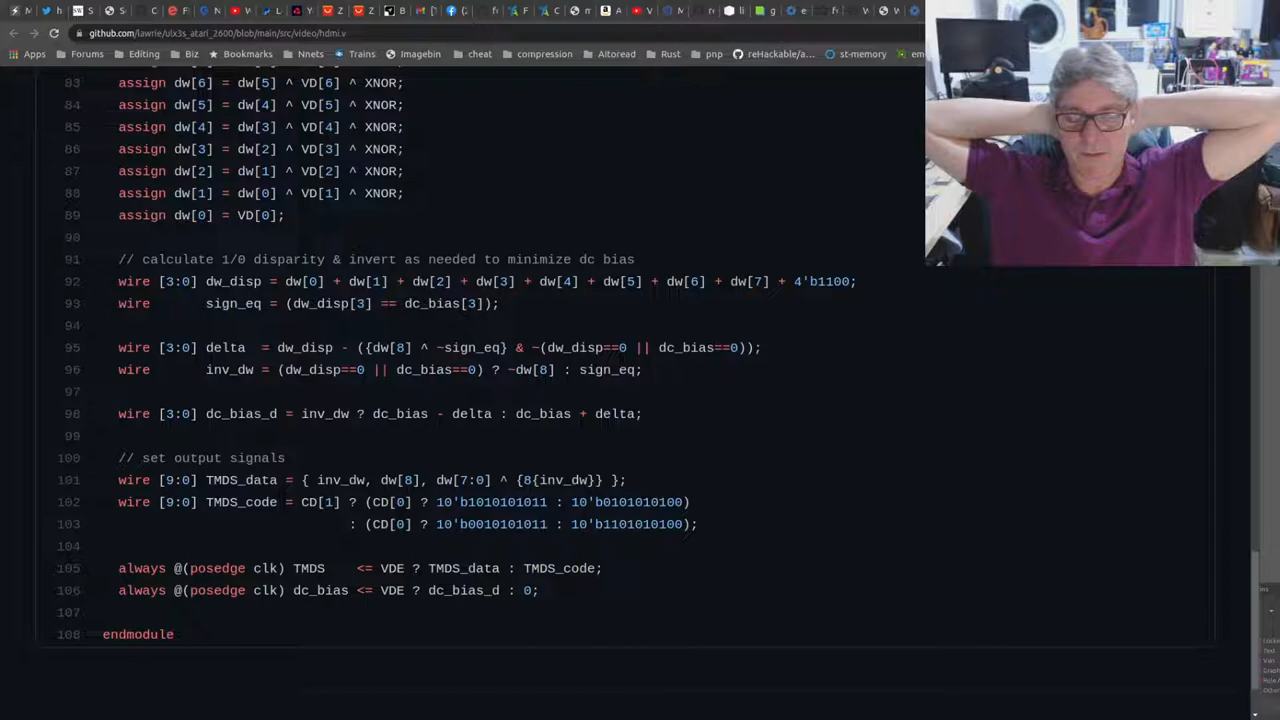 github.com/lawrie/ulx3s_atari_2600/blob/main/src/video/hdmi.v
Apps Forums Editing Biz Bookmarks Nnets Trains Imagebin cheat compression Altoread Rust pnp reHackable/a... st-memory
83 assign dw[6] = dw[5] ^ VD[6] ^ XNOR;
84 assign dw[5] = dw[4] ^ VD[5] ^ XNOR;
85 assign dw[4] = dw[3] ^ VD[4] ^ XNOR;
86 assign dw[3] = dw[2] ^ VD[3] ^ XNOR;
87 assign dw[2] = dw[1] ^ VD[2] ^ XNOR;
88 assign dw[1] = dw[0] ^ VD[1] ^ XNOR;
89 assign dw[0] = VD[0];
90
91 // calculate 1/0 disparity & invert as needed to minimize dc bias
92 wire [3:0] dw_disp = dw[0] + dw[1] + dw[2] + dw[3] + dw[4] + dw[5] + dw[6] + dw[7] + 4'b1100;
93 wire sign_eq = (dw_disp[3] == dc_bias[3]);
94
95 wire [3:0] delta = dw_disp - ({dw[8] ^ ~sign_eq} & ~(dw_disp==0 || dc_bias==0));
96 wire inv_dw = (dw_disp==0 || dc_bias==0) ? ~dw[8] : sign_eq;
97
98 wire [3:0] dc_bias_d = inv_dw ? dc_bias - delta : dc_bias + delta;
99
100 // set output signals
101 wire [9:0] TMDS_data = { inv_dw, dw[8], dw[7:0] ^ {8{inv_dw}} };
102 wire [9:0] TMDS_code = CD[1] ? (CD[0] ? 10'b1010101011 : 10'b0101010100)
103 : (CD[0] ? 10'b0010101011 : 10'b1101010100);
104
105 always @(posedge clk) TMDS <= VDE ? TMDS_data : TMDS_code;
106 always @(posedge clk) dc_bias <= VDE ? dc_bias_d : 0;
107
108 endmodule